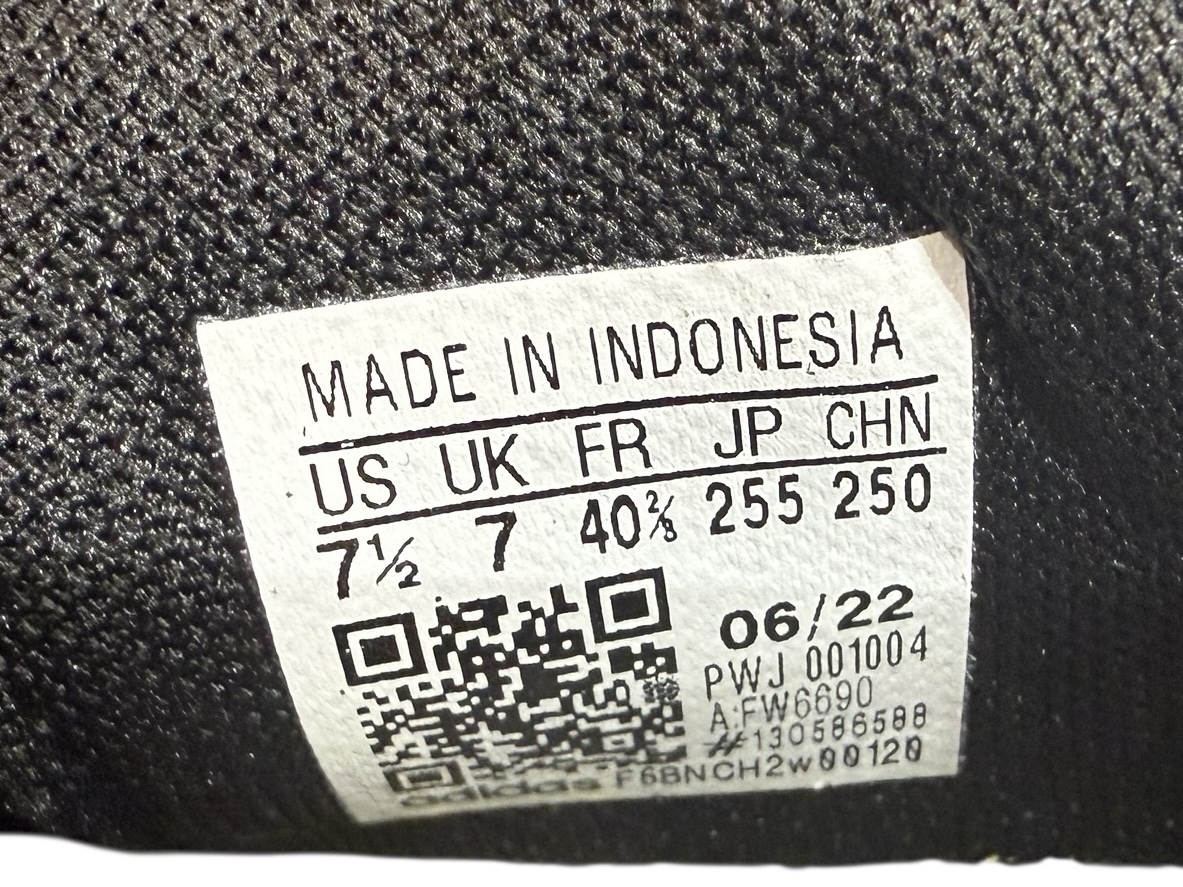 MADE IN INDONESIA
US UK FR JP CHN
7½ 7 40⅔ 255 250
06/22
PWJ 001004
A:FW6690
#130586588
adidas F6BNCH2w00120